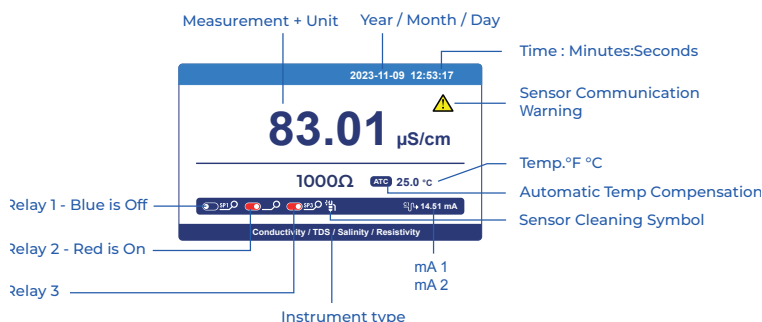 Measurement + Unit
Year / Month / Day
Time : Minutes:Seconds
2023-11-09 12:53:17
Sensor Communication
Warning
83.01 µS/cm
Temp.°F °C
1000Ω ATC 25.0 °C
Automatic Temp Compensation
Relay 1 - Blue is Off
SP1 SP3 14.51 mA
Sensor Cleaning Symbol
Conductivity / TDS / Salinity / Resistivity
Relay 2 - Red is On
mA 1
mA 2
Relay 3
Instrument type